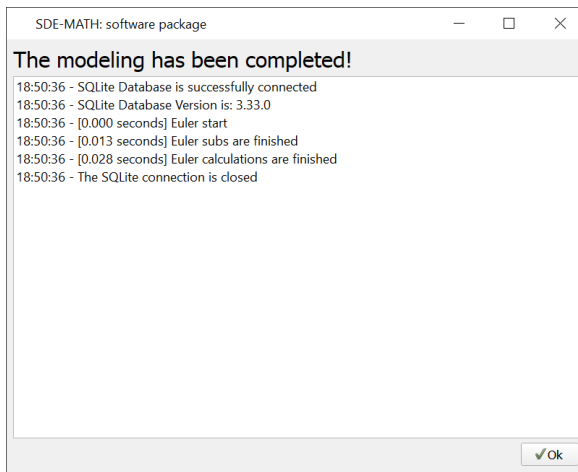 SDE-MATH: software package
The modeling has been completed!
18:50:36 - SQLite Database is successfully connected
18:50:36 - SQLite Database Version is: 3.33.0
18:50:36 - [0.000 seconds] Euler start
18:50:36 - [0.013 seconds] Euler subs are finished
18:50:36 - [0.028 seconds] Euler calculations are finished
18:50:36 - The SQLite connection is closed
Ok